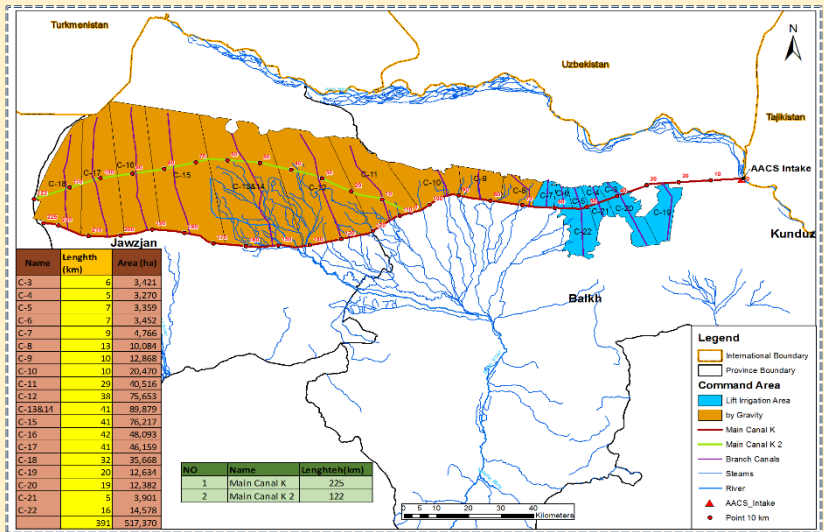 Turkmenistan
Uzbekistan
Tajikistan
N
AACS Intake
Kunduz
Jawzjan
Balkh
C-18
C-17
C-16
C-15
C-13&14
C-12
C-11
C-10
C-9
C-8
C-7
C-5
C-4
C-3
C-20
C-21
C-19
C-22
10
20
30
Name Lenghth (km) Area (ha)
C-3 6 3,421
C-4 5 3,270
C-5 7 3,359
C-6 7 3,452
C-7 9 4,766
C-8 13 10,084
C-9 10 12,868
C-10 10 20,470
C-11 29 40,516
C-12 38 75,653
C-13&14 41 89,879
C-15 41 76,217
C-16 42 48,093
C-17 41 46,159
C-18 32 35,668
C-19 20 12,634
C-20 19 12,382
C-21 5 3,901
C-22 16 14,578
391 517,370
NO Name Lenghteh(km)
1 Main Canal K 225
2 Main Canal K 2 122
Legend
International Boundary
Province Boundary
Command Area
Lift Irrigation Area
by Gravity
Main Canal K
Main Canal K 2
Branch Canals
Steams
River
AACS_Intake
Point 10 km
0 5 10 20 30 40
Kilometers